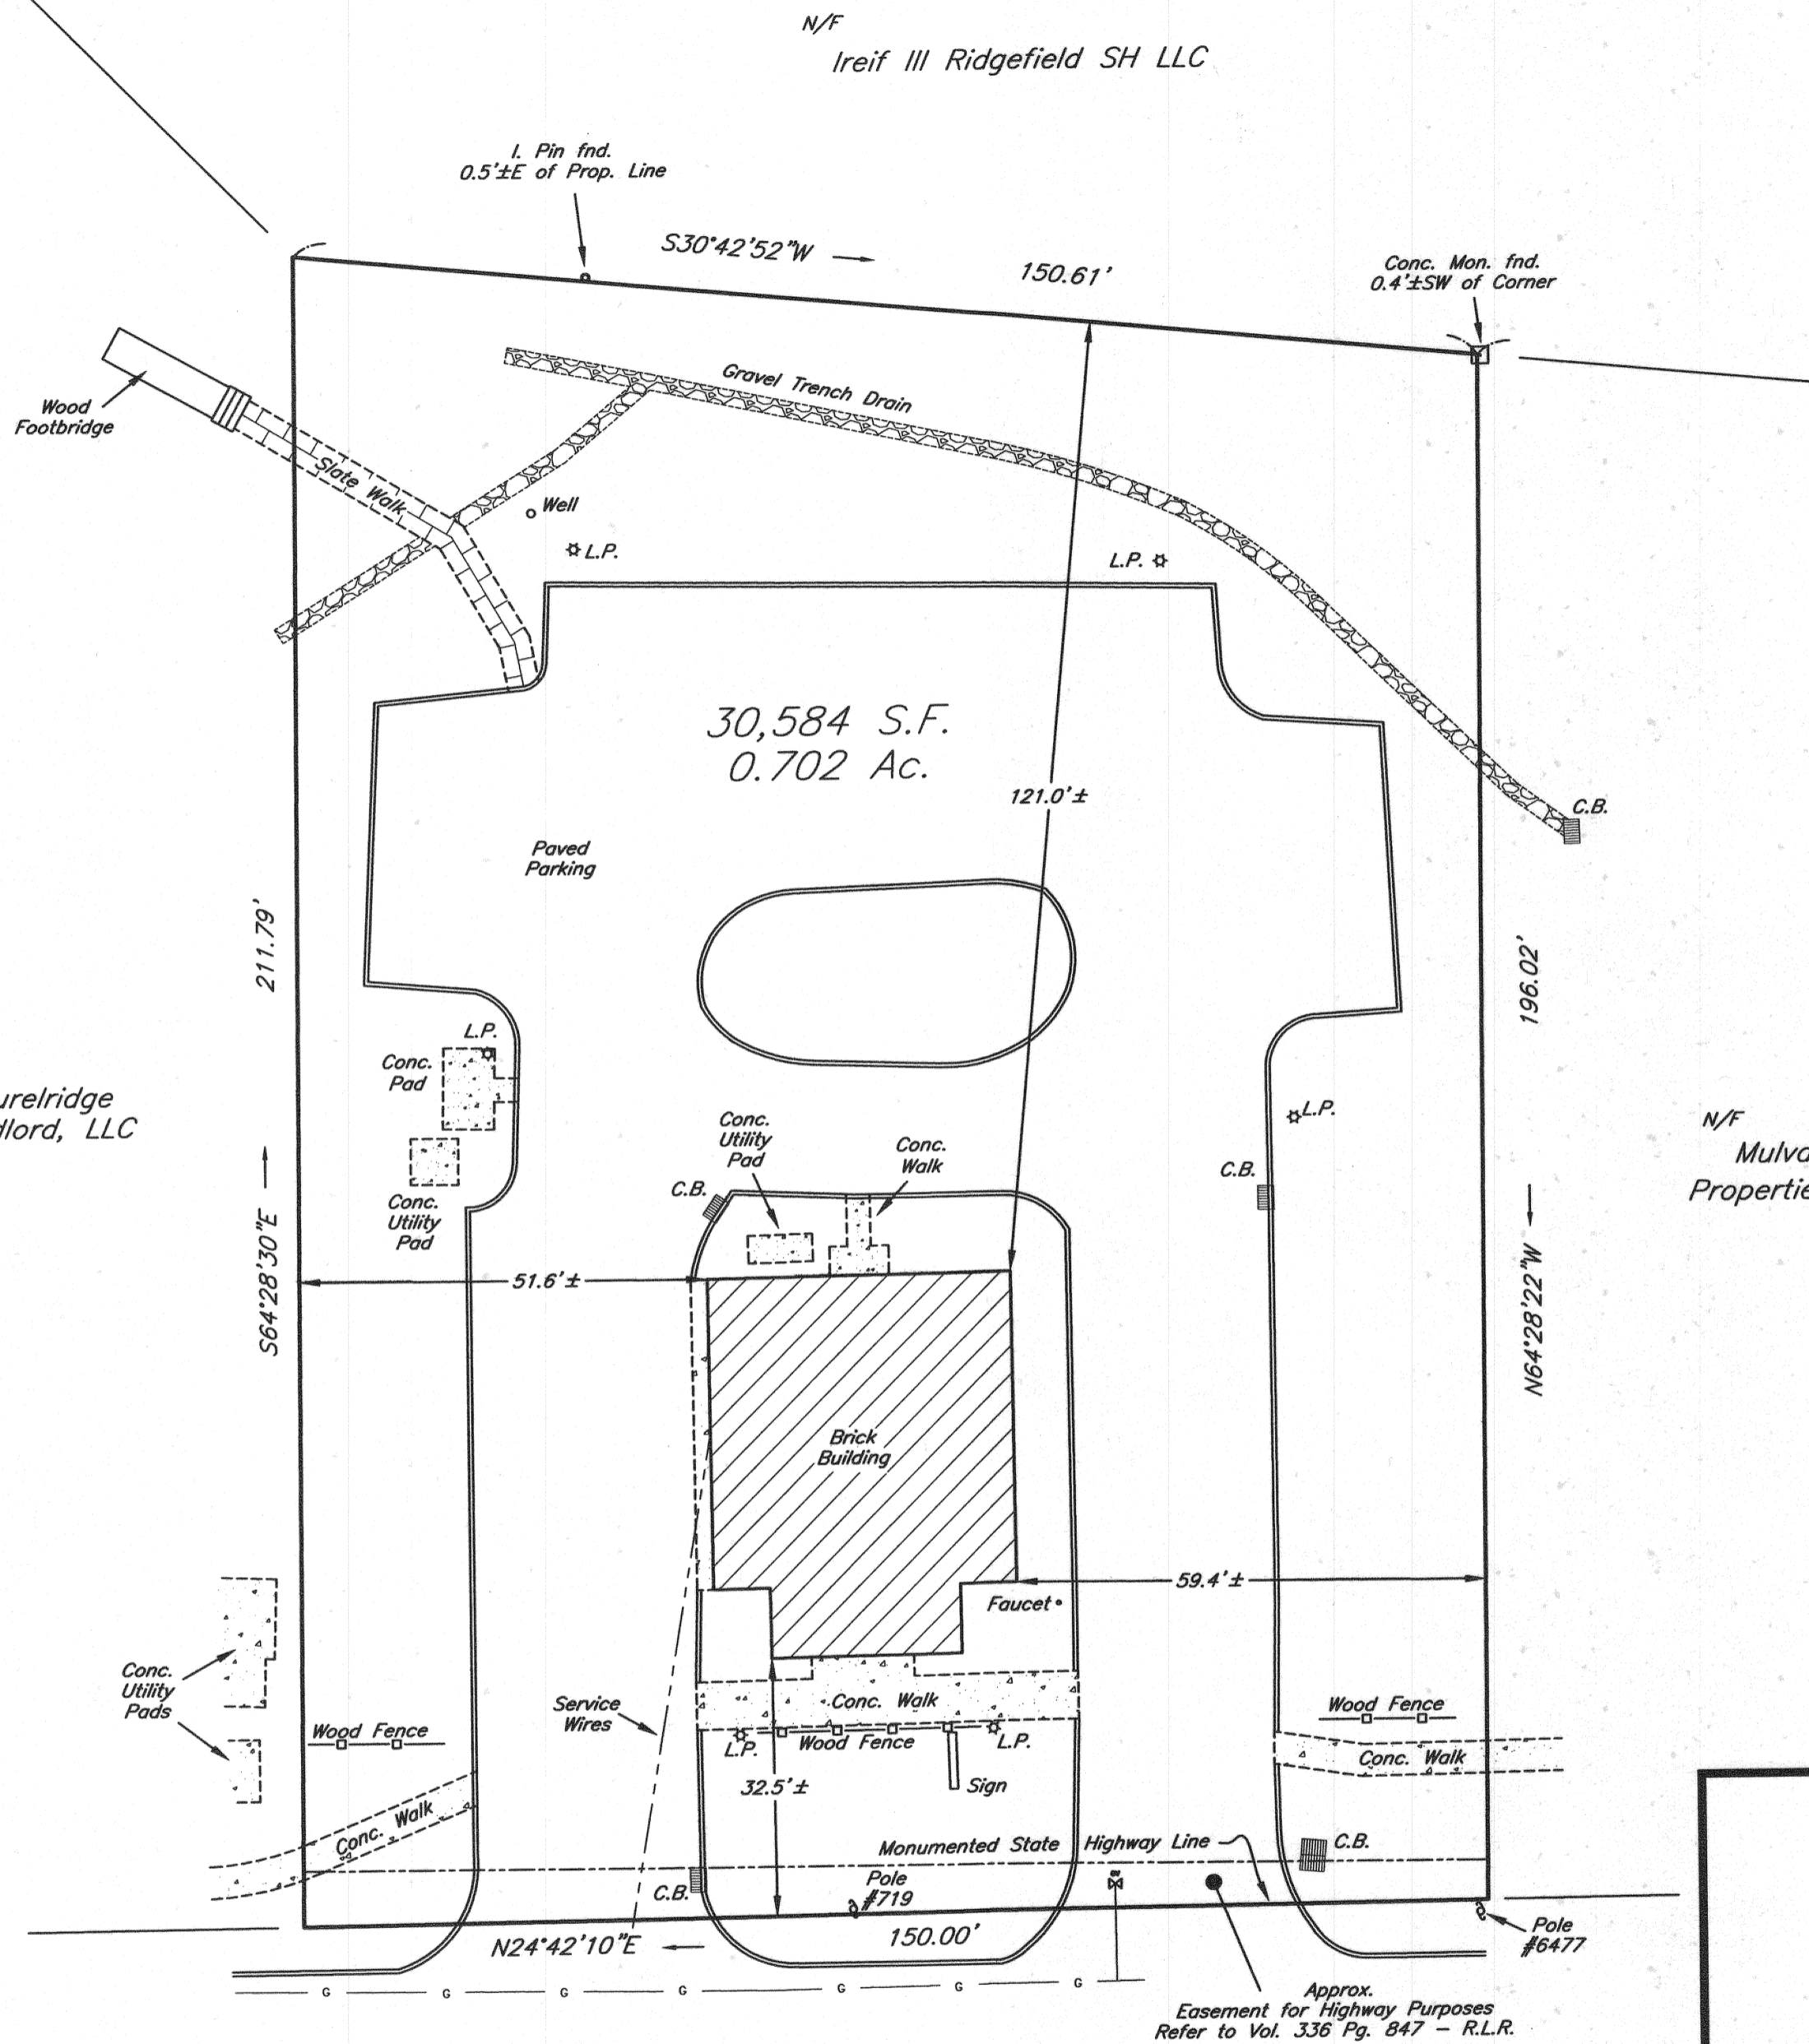 N/F
Ireif III Ridgefield SH LLC
I. Pin fnd.
0.5'±E of Prop. Line
S30°42'52"W
150.61'
Conc. Mon. fnd.
0.4'±SW of Corner
Wood
Footbridge
Slate Walk
Gravel Trench Drain
Well
L.P.
L.P.
30,584 S.F.
0.702 Ac.
121.0'±
C.B.
Paved
Parking
211.79'
196.02'
L.P.
Conc.
Pad
Conc.
Utility
Pad
urelridge
dlord, LLC
Conc.
Utility
Pad
Conc.
Walk
L.P.
C.B.
C.B.
N/F
Mulva
Propertie
S64°28'30"E
N64°28'22"W
51.6'±
Brick
Building
59.4'±
Faucet
Conc.
Utility
Pads
Service
Wires
Conc. Walk
Wood Fence
Wood Fence
L.P.
Wood Fence
L.P.
Conc. Walk
32.5'±
Sign
Conc. Walk
Monumented State Highway Line
C.B.
C.B.
Pole
#719
N24°42'10"E
150.00'
Pole
#6477
G G G G G G G
Approx.
Easement for Highway Purposes
Refer to Vol. 336 Pg. 847 - R.L.R.